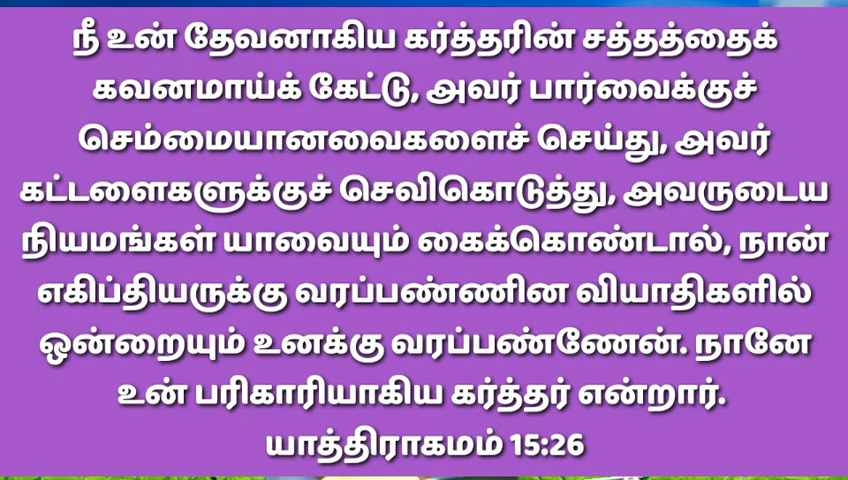 நீ உன் தேவனாகிய கர்த்தரின் சத்தத்தைக்
கவனமாய்க் கேட்டு, அவர் பார்வைக்குச்
செம்மையானவைகளைச் செய்து, அவர்
கட்டளைகளுக்குச் செவிகொடுத்து, அவருடைய
நியமங்கள் யாவையும் கைக்கொண்டால், நான்
எகிப்தியருக்கு வரப்பண்ணின வியாதிகளில்
ஒன்றையும் உனக்கு வரப்பண்ணேன். நானே
உன் பரிகாரியாகிய கர்த்தர் என்றார்.
யாத்திராகமம் 15:26